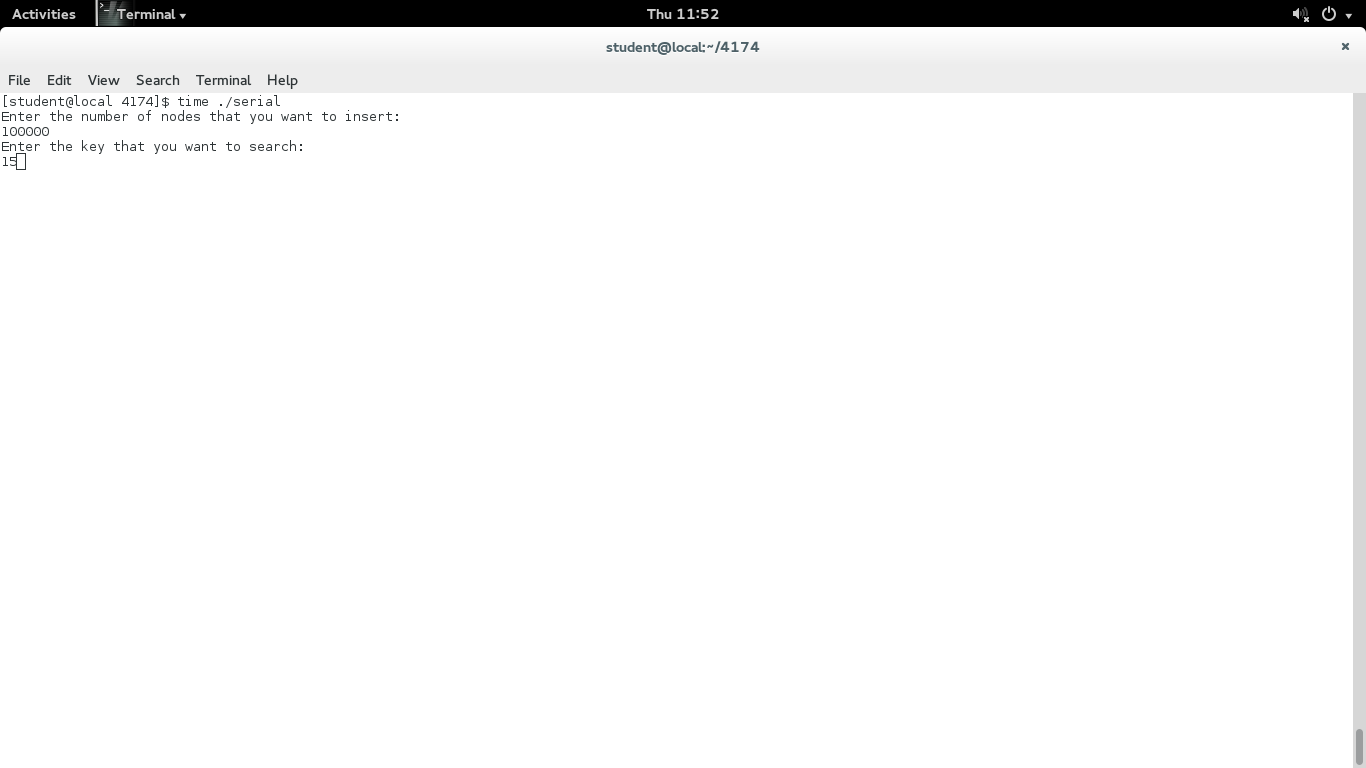 Activities Terminal Thu 11:52
student@local:~/4174
File Edit View Search Terminal Help
[student@local 4174]$ time ./serial
Enter the number of nodes that you want to insert:
100000
Enter the key that you want to search:
15